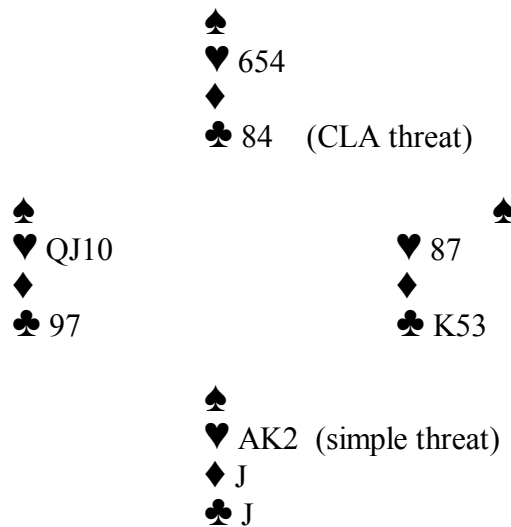 ♠
♥ 654
♦
♣ 84 (CLA threat)
♠ ♠
♥ QJ10 ♥ 87
♦ ♦
♣ 97 ♣ K53
♠
♥ AK2 (simple threat)
♦ J
♣ J